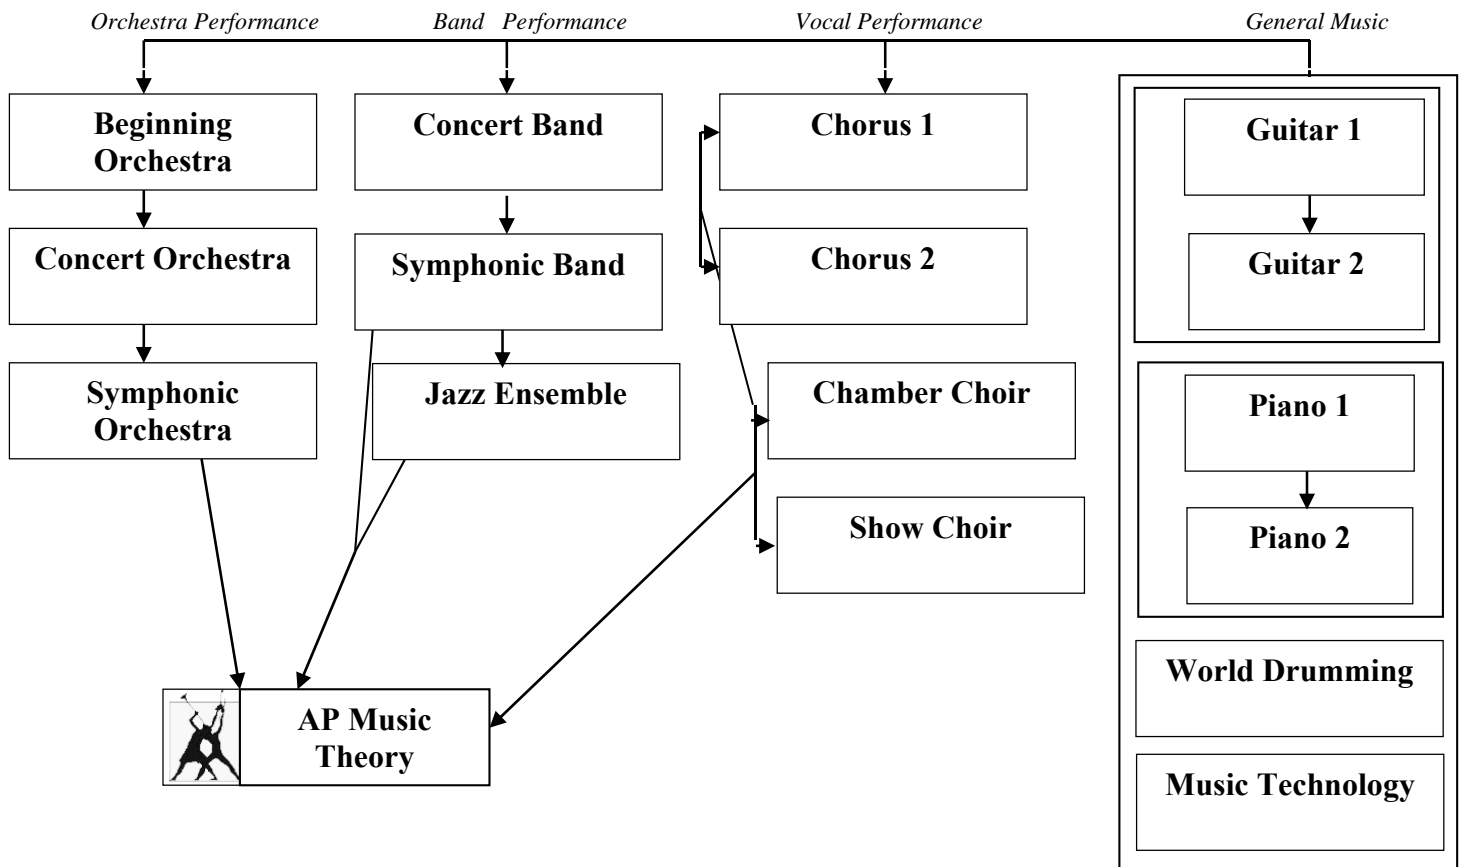 Orchestra Performance
Band Performance
Vocal Performance
General Music
Beginning
Orchestra
Concert Orchestra
Symphonic
Orchestra
Concert Band
Symphonic Band
Jazz Ensemble
Chorus 1
Chorus 2
Chamber Choir
Show Choir
Guitar 1
Guitar 2
Piano 1
Piano 2
World Drumming
Music Technology
AP Music
Theory